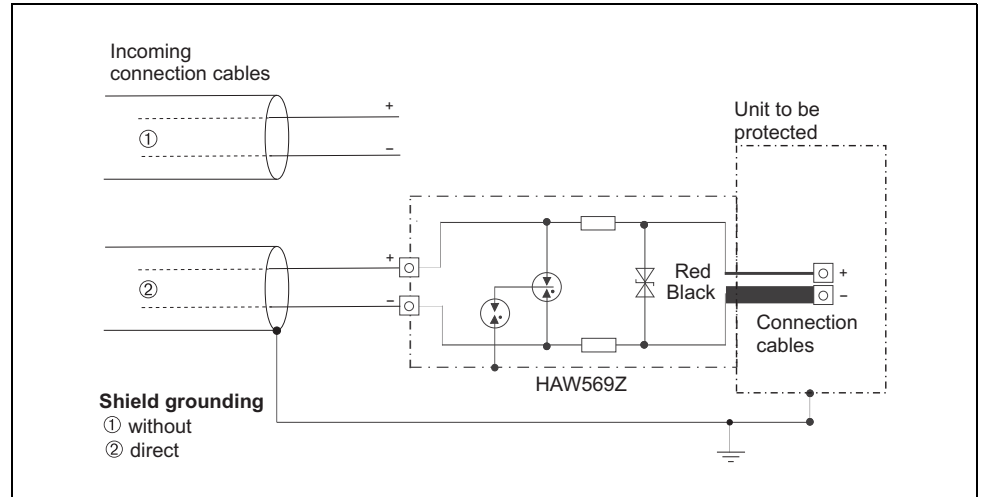 Incoming
connection cables
+
①
−
Unit to be
protected
+
②
−
Red
Black
+
−
Connection
cables
HAW569Z
Shield grounding
① without
② direct